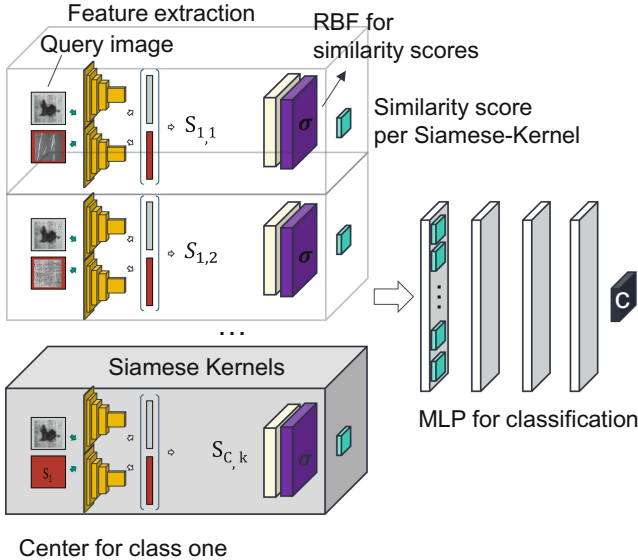 Feature extraction
Query image
RBF for
similarity scores
S1,1
σ
Similarity score
per Siamese-Kernel
S1,2
σ
...
...
C
Siamese Kernels
MLP for classification
S1
SC, k
σ
Center for class one